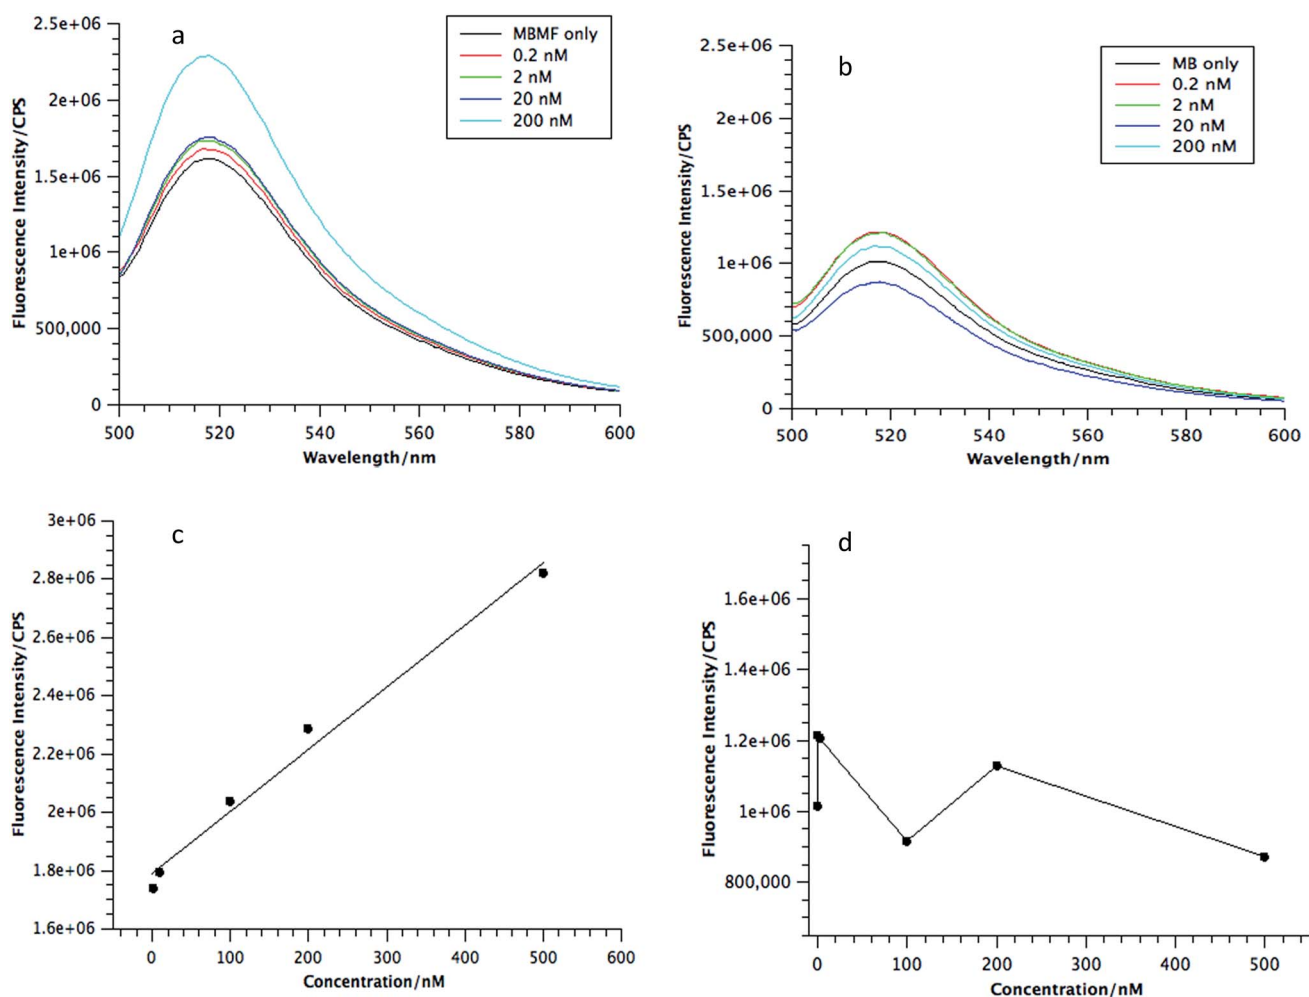 a
2.5e+06
2e+06
1.5e+06
1e+06
500,000
0
Fluorescence Intensity/CPS
MBMF only
0.2 nM
2 nM
20 nM
200 nM
500 520 540 560 580 600
Wavelength/nm
b
2.5e+06
2e+06
1.5e+06
1e+06
500,000
0
Fluorescence Intensity/CPS
MB only
0.2 nM
2 nM
20 nM
200 nM
500 520 540 560 580 600
Wavelength/nm
c
3e+06
2.8e+06
2.6e+06
2.4e+06
2.2e+06
2e+06
1.8e+06
1.6e+06
Fluorescence Intensity/CPS
0 100 200 300 400 500 600
Concentration/nM
d
1.6e+06
1.4e+06
1.2e+06
1e+06
800,000
Fluorescence Intensity/CPS
0 100 200 300 400 500
Concentration/nM